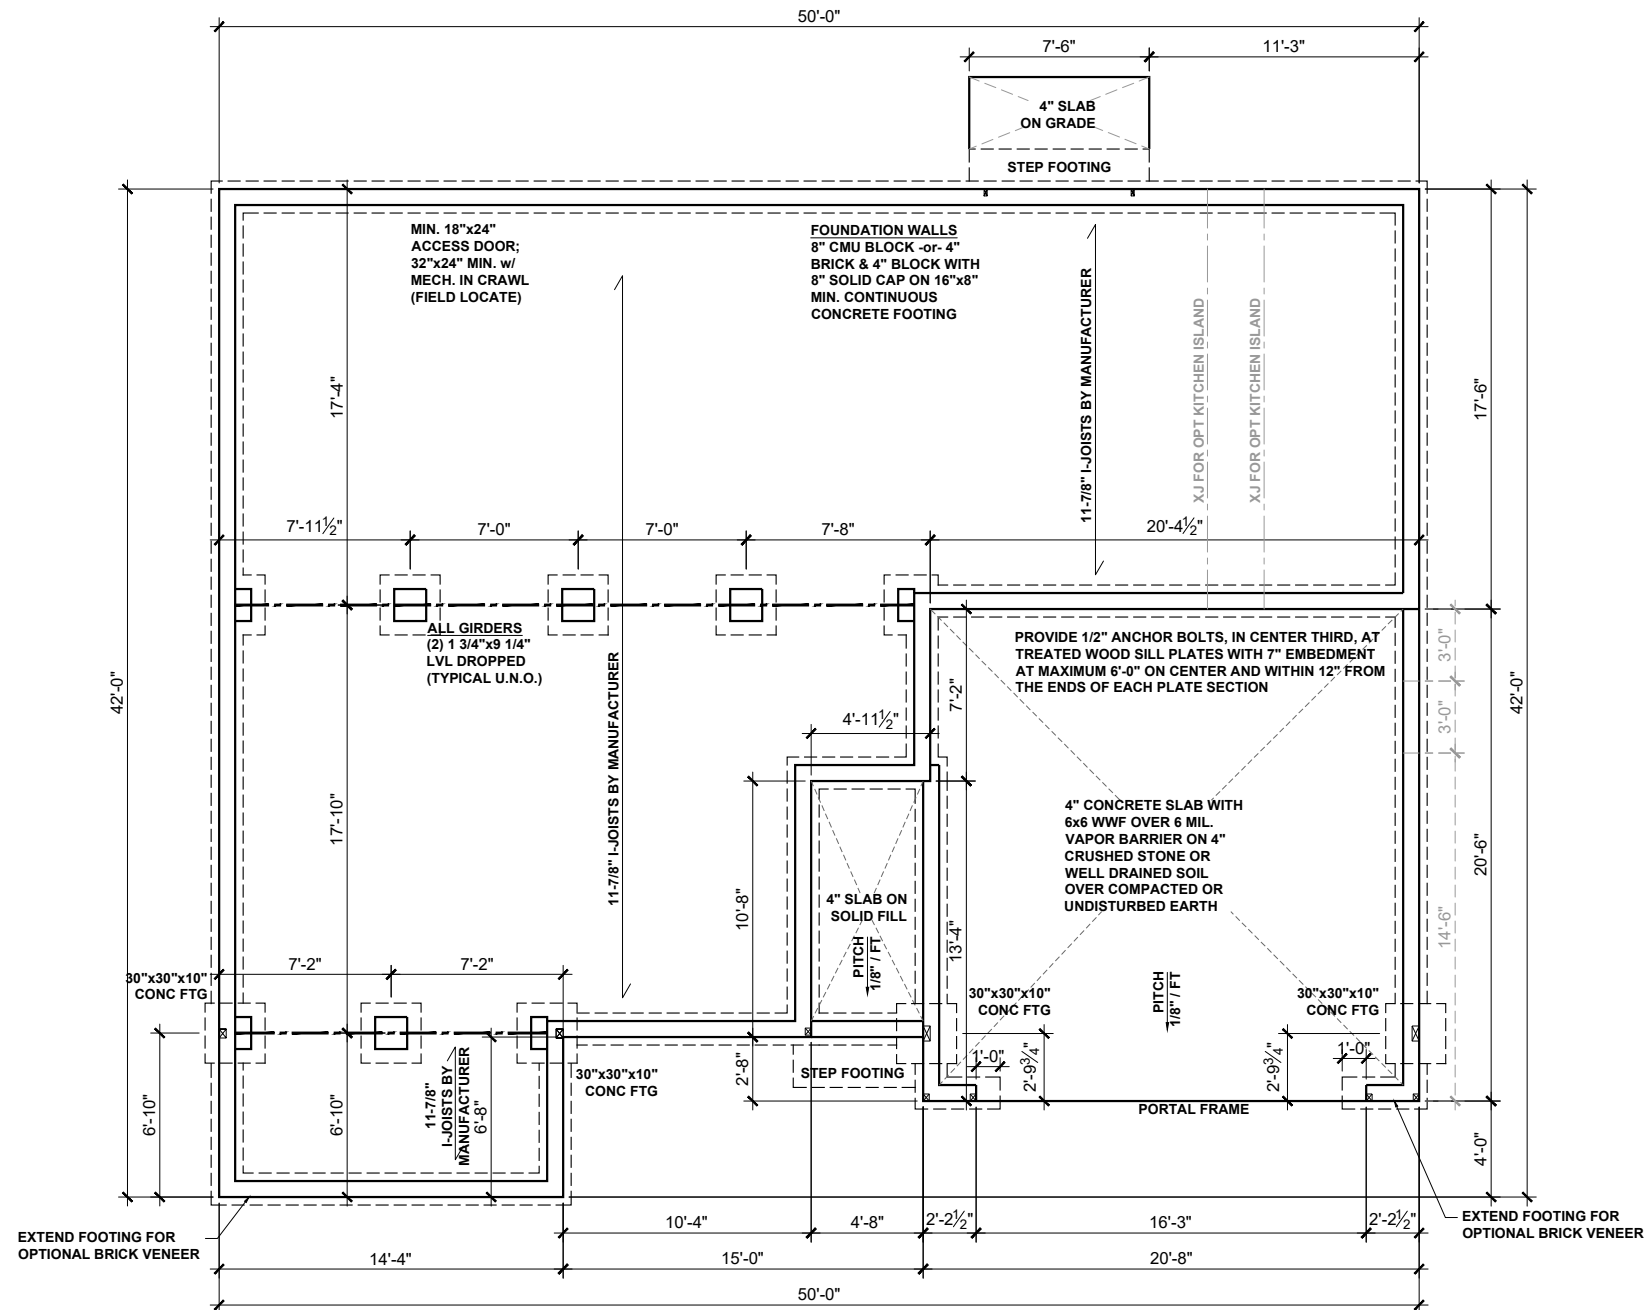 50'-0"
7'-6"
11'-3"
4" SLAB
ON GRADE
STEP FOOTING
MIN. 18"x24"
ACCESS DOOR;
32"x24" MIN. w/
MECH. IN CRAWL
(FIELD LOCATE)
FOUNDATION WALLS
8" CMU BLOCK -or- 4"
BRICK & 4" BLOCK WITH
8" SOLID CAP ON 16"x8"
MIN. CONTINUOUS
CONCRETE FOOTING
11-7/8" I-JOISTS BY MANUFACTURER
XJ FOR OPT KITCHEN ISLAND
XJ FOR OPT KITCHEN ISLAND
17'-4"
17'-6"
7'-11½"
7'-0"
7'-0"
7'-8"
20'-4½"
ALL GIRDERS
(2) 1 3/4"x9 1/4"
LVL DROPPED
(TYPICAL U.N.O.)
11-7/8" I-JOISTS BY MANUFACTURER
PROVIDE 1/2" ANCHOR BOLTS, IN CENTER THIRD, AT
TREATED WOOD SILL PLATES WITH 7" EMBEDMENT
AT MAXIMUM 6'-0" ON CENTER AND WITHIN 12" FROM
THE ENDS OF EACH PLATE SECTION
42'-0"
7'-2"
3'-0"
3'-0"
42'-0"
4'-11½"
17'-10"
10'-8"
13'-4"
4" CONCRETE SLAB WITH
6x6 WWF OVER 6 MIL.
VAPOR BARRIER ON 4"
CRUSHED STONE OR
WELL DRAINED SOIL
OVER COMPACTED OR
UNDISTURBED EARTH
20'-6"
14'-6"
4" SLAB ON
SOLID FILL
PITCH
1/8" / FT
PITCH
1/8" / FT
7'-2"
7'-2"
30"x30"x10"
CONC FTG
30"x30"x10"
CONC FTG
30"x30"x10"
CONC FTG
30"x30"x10"
CONC FTG
1'-0"
2'-9¾"
2'-9¾"
1'-0"
2'-8"
STEP FOOTING
PORTAL FRAME
6'-10"
6'-10"
11-7/8"
I-JOISTS BY
MANUFACTURER
6'-8"
4'-0"
EXTEND FOOTING FOR
OPTIONAL BRICK VENEER
EXTEND FOOTING FOR
OPTIONAL BRICK VENEER
10'-4"
4'-8"
2'-2½"
16'-3"
2'-2½"
14'-4"
15'-0"
20'-8"
50'-0"